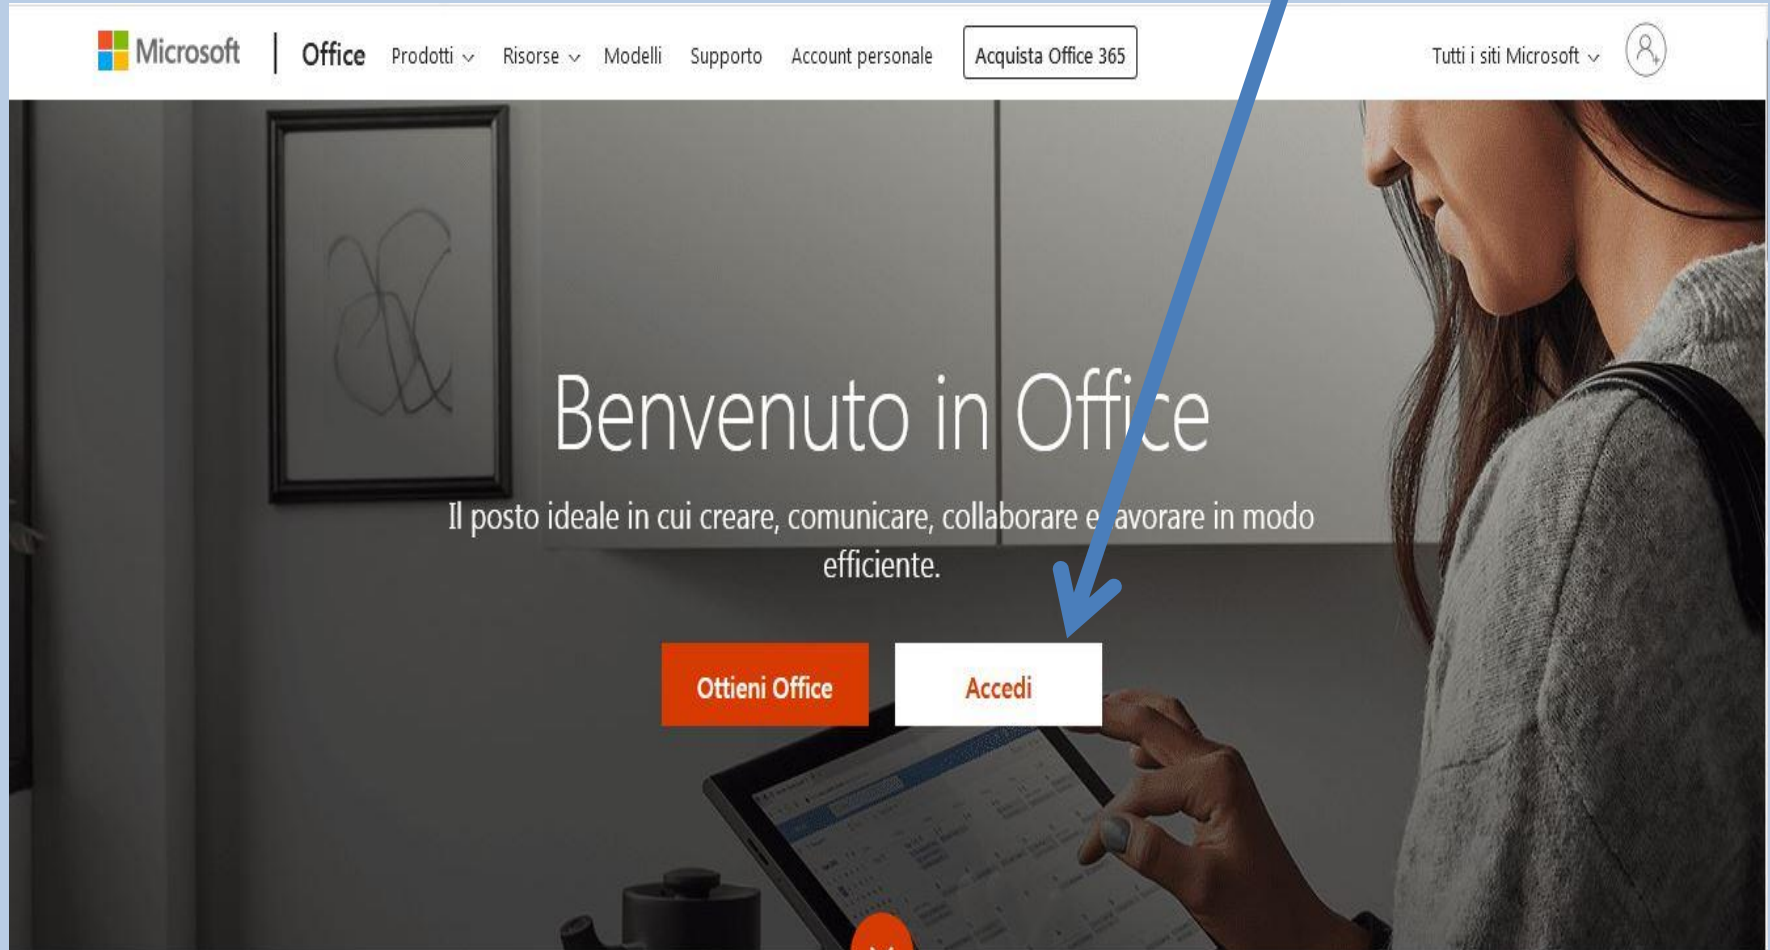 Microsoft | Office Prodotti Risorse Modelli Supporto Account personale Acquista Office 365 Tutti i siti Microsoft
Benvenuto in Office
Il posto ideale in cui creare, comunicare, collaborare e lavorare in modo
efficiente.
Ottieni Office Accedi